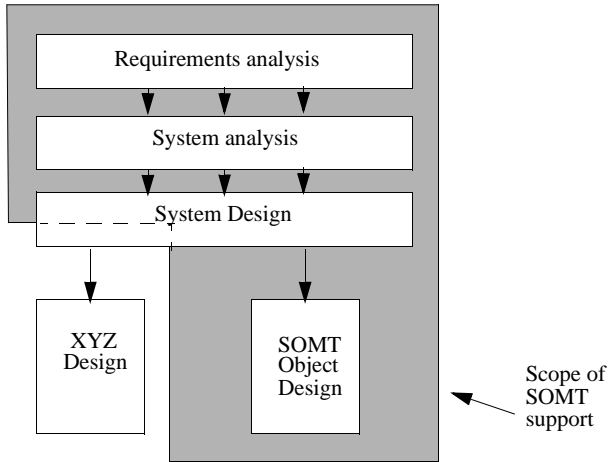 Requirements analysis
System analysis
System Design
XYZ
Design
SOMT
Object
Design
Scope of
SOMT
support